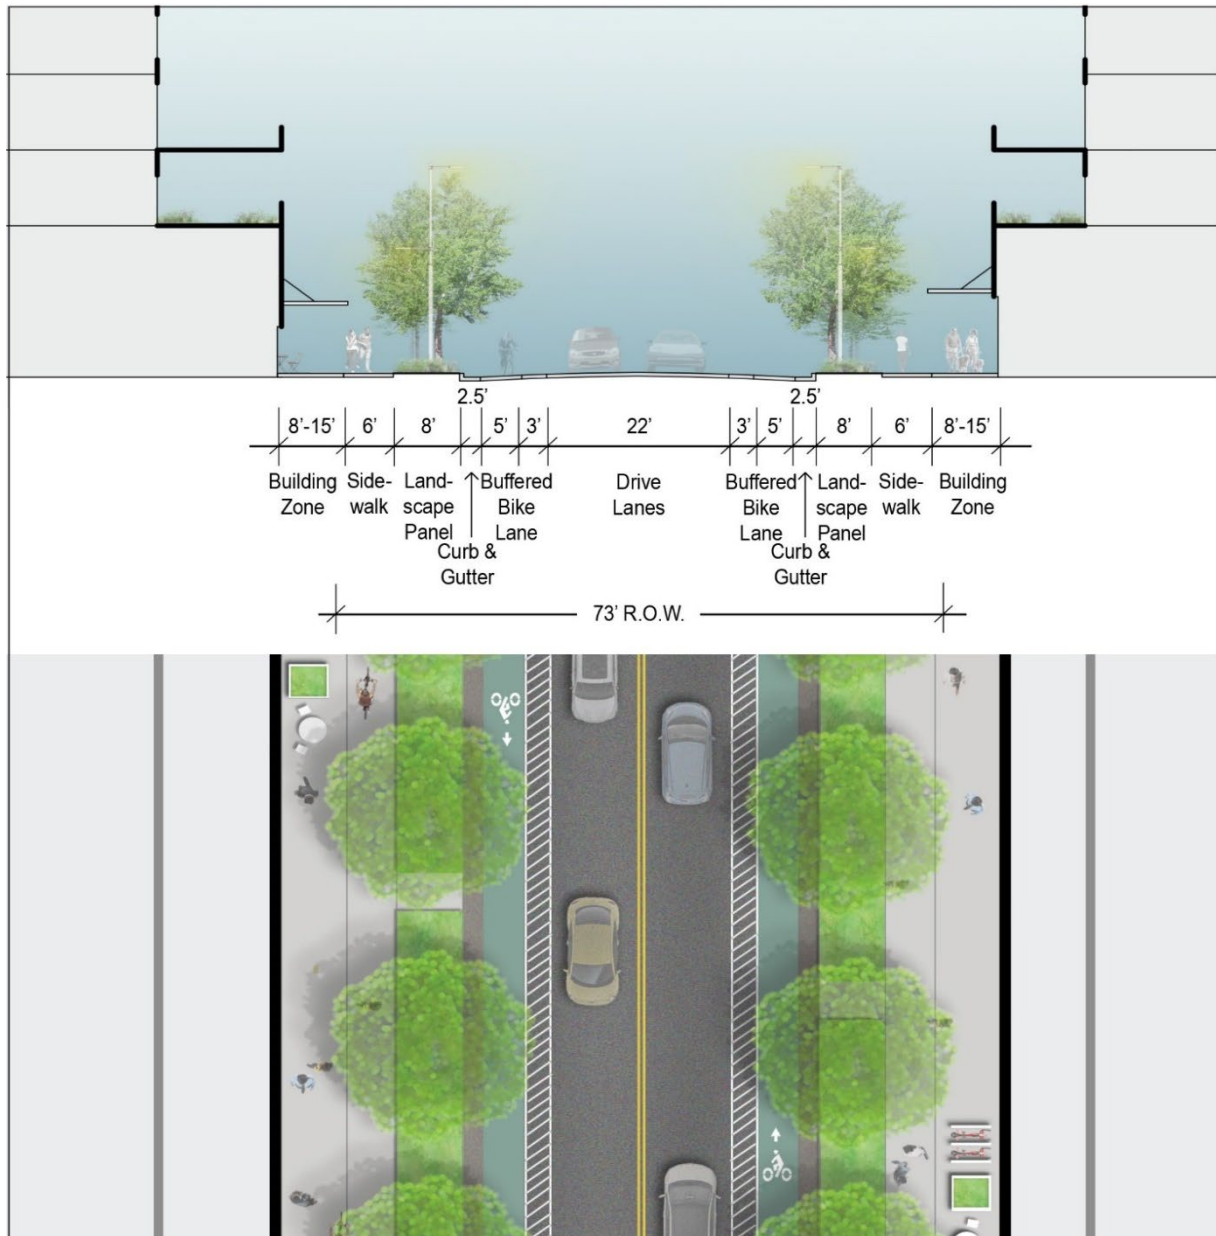 2.5’ 2.5’
8’-15’ 6’ 8’ 5’ 3’ 22’ 3’ 5’ 8’ 6’ 8’-15’
Building Side- Land- Buffered Drive Buffered Land- Side- Building
Zone walk scape Bike Lanes Bike scape walk Zone
Panel Lane Lane Panel
Curb & Curb &
Gutter Gutter
73’ R.O.W.